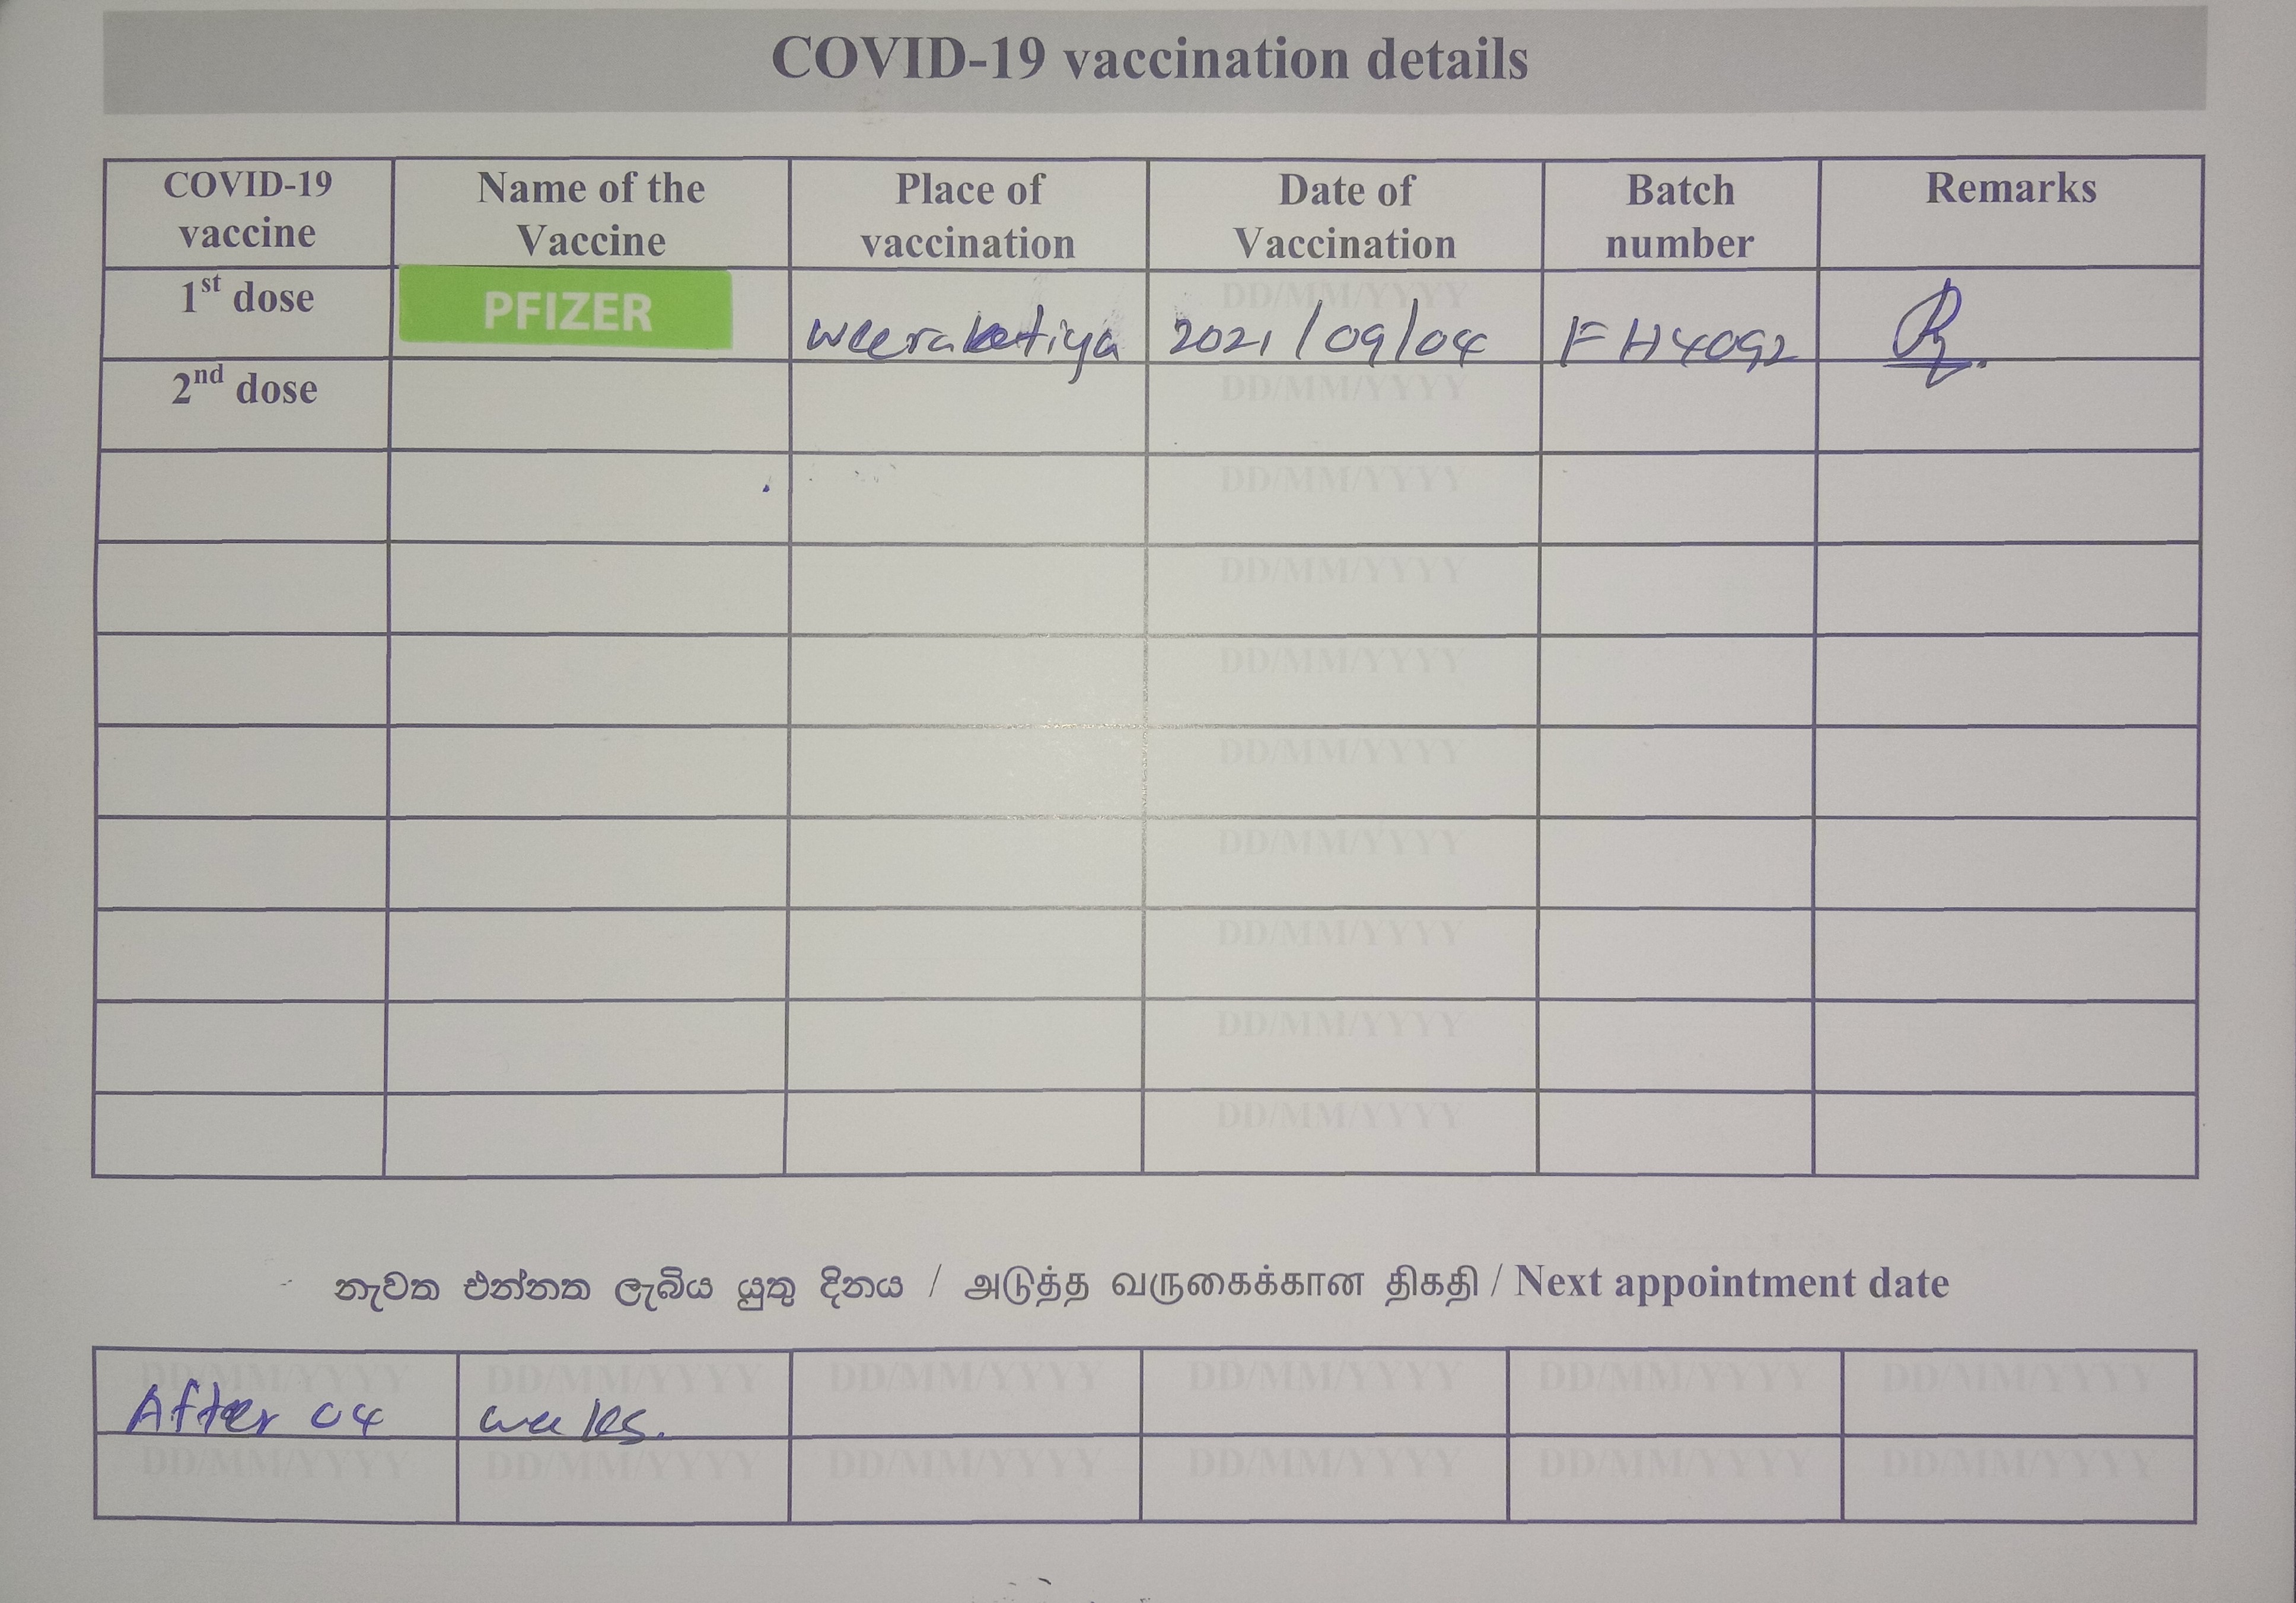 COVID-19 vaccination details
COVID-19 vaccine Name of the Vaccine Place of vaccination Date of Vaccination Batch number Remarks
1st dose PFIZER Weeraketiya DD/MM/YYYY 2021/09/04 FH4092
2nd dose DD/MM/YYYY
DD/MM/YYYY
DD/MM/YYYY
DD/MM/YYYY
DD/MM/YYYY
DD/MM/YYYY
DD/MM/YYYY
DD/MM/YYYY
DD/MM/YYYY
නැවත එන්නත ලැබිය යුතු දිනය / அடுத்த வருகைக்கான திகதி / Next appointment date
DD/MM/YYYY DD/MM/YYYY DD/MM/YYYY DD/MM/YYYY DD/MM/YYYY DD/MM/YYYY
After 04 weeks.
DD/MM/YYYY DD/MM/YYYY DD/MM/YYYY DD/MM/YYYY DD/MM/YYYY DD/MM/YYYY